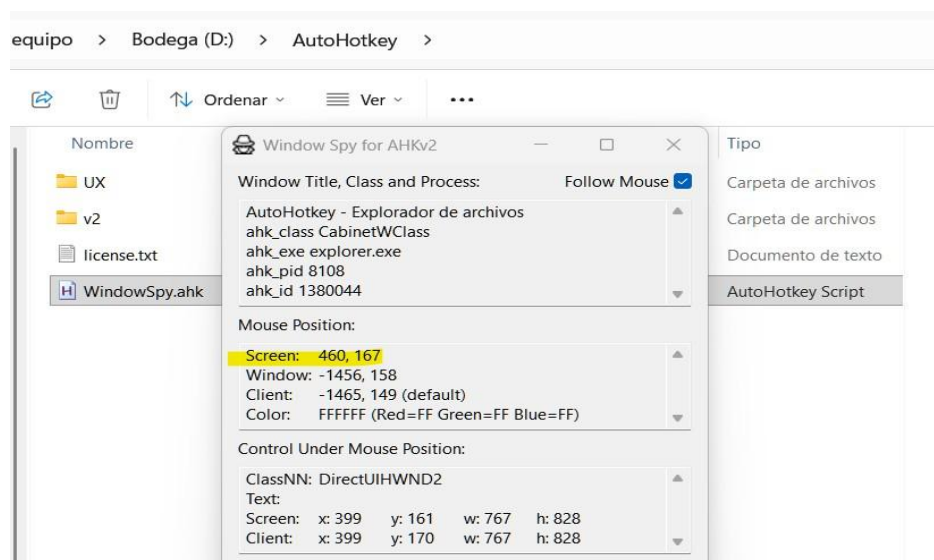 equipo > Bodega (D:) > AutoHotkey >
Ordenar Ver ...
Nombre
Tipo
UX
Carpeta de archivos
v2
Carpeta de archivos
license.txt
Documento de texto
WindowSpy.ahk
AutoHotkey Script
Window Spy for AHKv2
Window Title, Class and Process: Follow Mouse
AutoHotkey - Explorador de archivos
ahk_class CabinetWClass
ahk_exe explorer.exe
ahk_pid 8108
ahk_id 1380044
Mouse Position:
Screen: 460, 167
Window: -1456, 158
Client: -1465, 149 (default)
Color: FFFFFF (Red=FF Green=FF Blue=FF)
Control Under Mouse Position:
ClassNN: DirectUIHWND2
Text:
Screen: x: 399 y: 161 w: 767 h: 828
Client: x: 399 y: 170 w: 767 h: 828